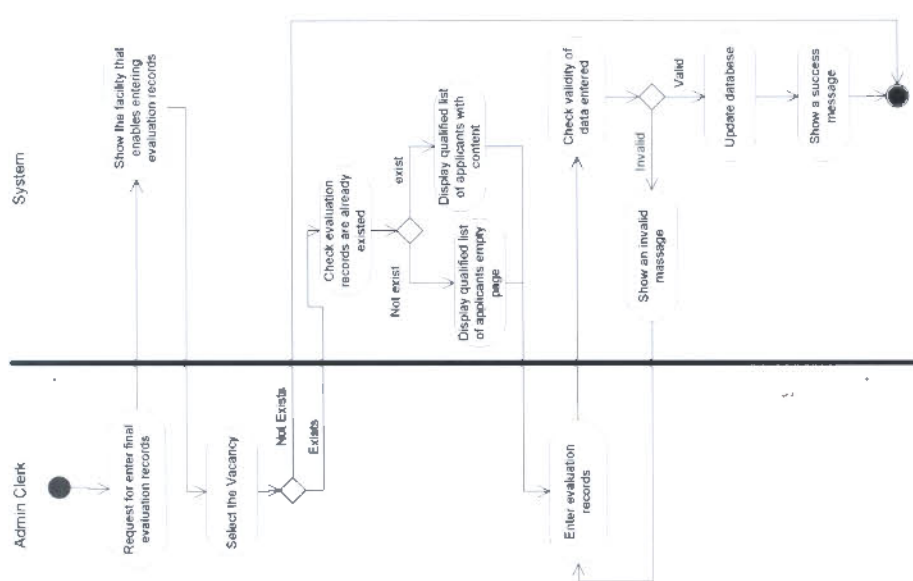 Admin Clerk
System
Request for enter final
evaluation records
Show the facility that
enables entering
evaluation records
Select the Vacancy
Not Exists
Exists
Check evaluation
records are already
existed
Not exist
exist
Display qualified list
of applicants empty
page
Display qualified list
of applicants with
content
Enter evaluation
records
Check validity of
data entered
Invalid
Valid
Show an invalid
massage
Update database
Show a success
message